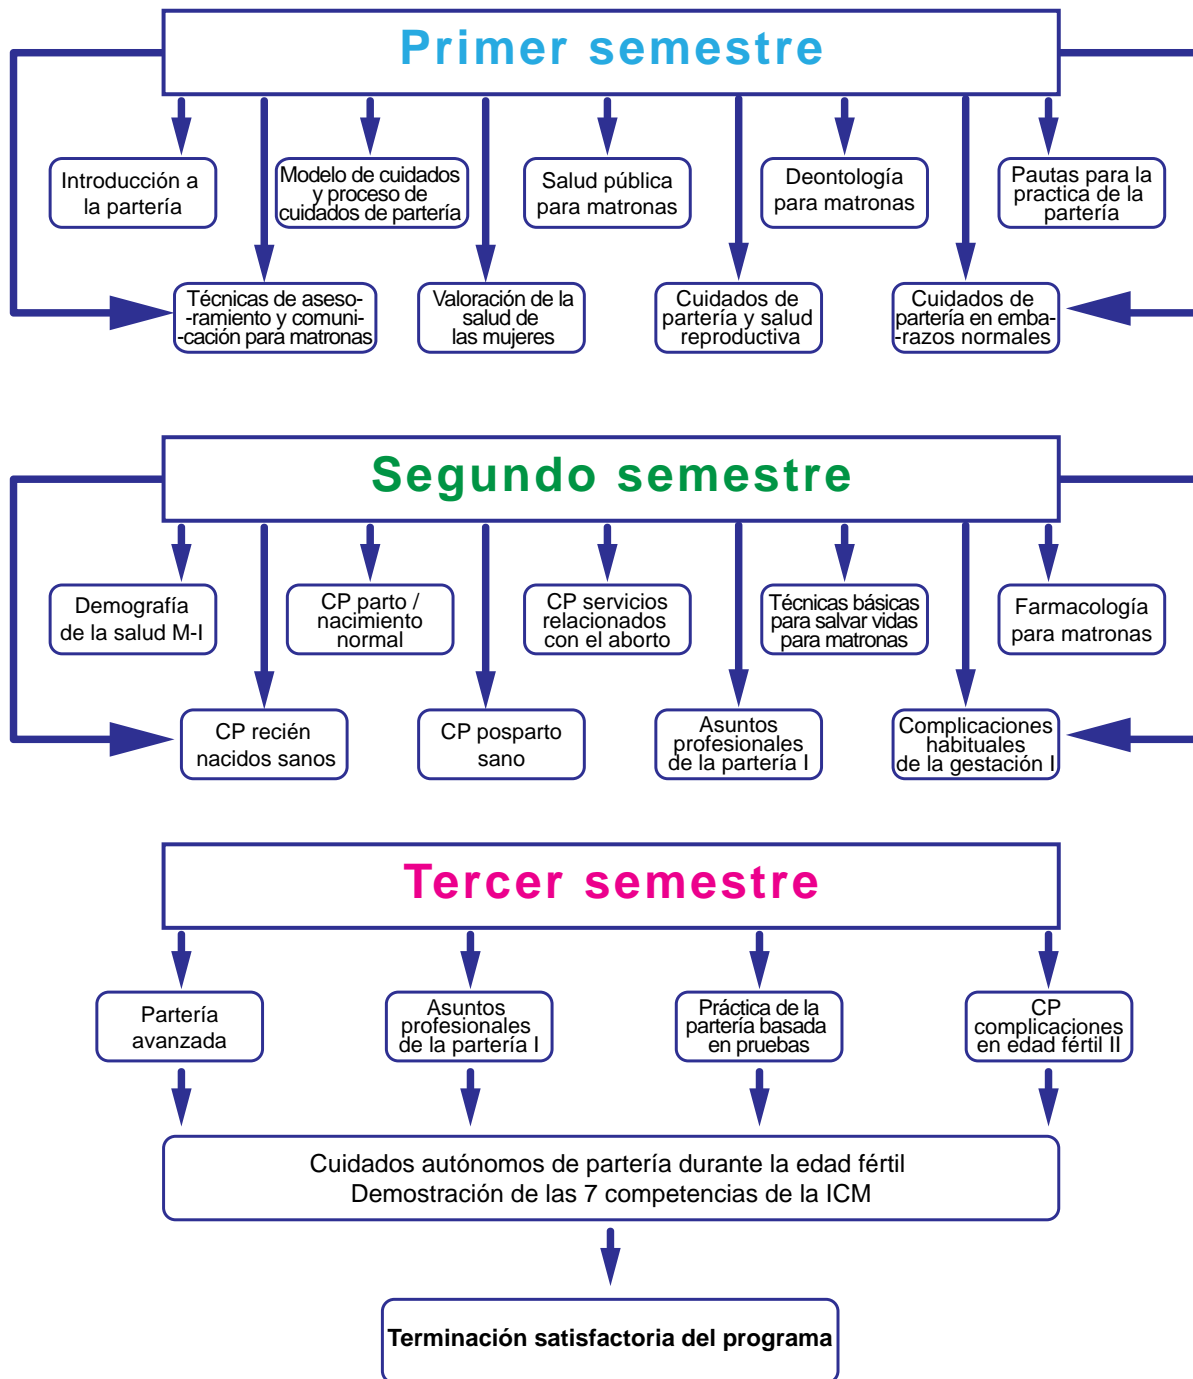 Primer semestre
Introducción a
la partería
Modelo de cuidados
y proceso de
cuidados de partería
Salud pública
para matronas
Deontología
para matronas
Pautas para la
practica de la
partería
Técnicas de aseso-
-ramiento y comuni-
-cación para matronas
Valoración de la
salud de
las mujeres
Cuidados de
partería y salud
reproductiva
Cuidados de
partería en emba-
-razos normales
Segundo semestre
Demografía
de la salud M-I
CP parto /
nacimiento
normal
CP servicios
relacionados
con el aborto
Técnicas básicas
para salvar vidas
para matronas
Farmacología
para matronas
CP recién
nacidos sanos
CP posparto
sano
Asuntos
profesionales
de la partería I
Complicaciones
habituales
de la gestación I
Tercer semestre
Partería
avanzada
Asuntos
profesionales
de la partería I
Práctica de la
partería basada
en pruebas
CP
complicaciones
en edad fértil II
Cuidados autónomos de partería durante la edad fértil
Demostración de las 7 competencias de la ICM
Terminación satisfactoria del programa